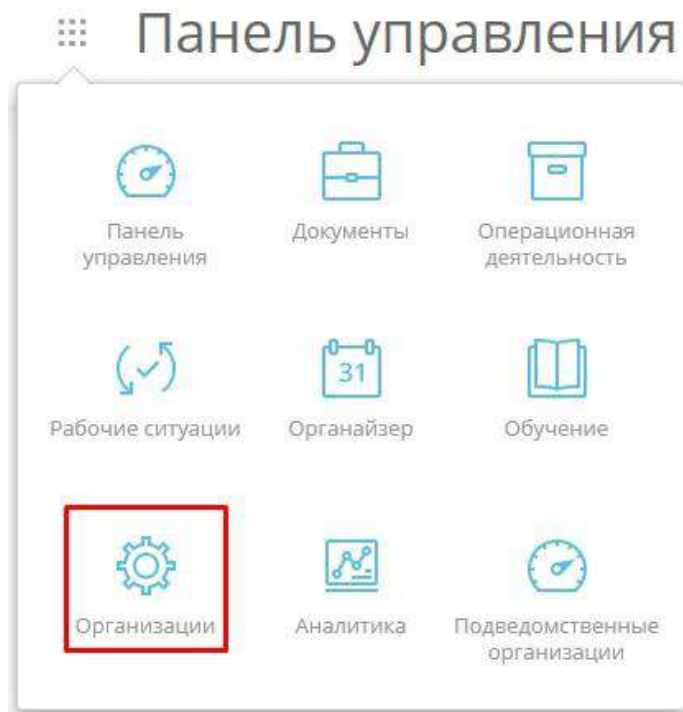 Панель управления
Панель
управления
Документы
Операционная
деятельность
Рабочие ситуации
31
Органайзер
Обучение
Организации
Аналитика
Подведомственные
организации